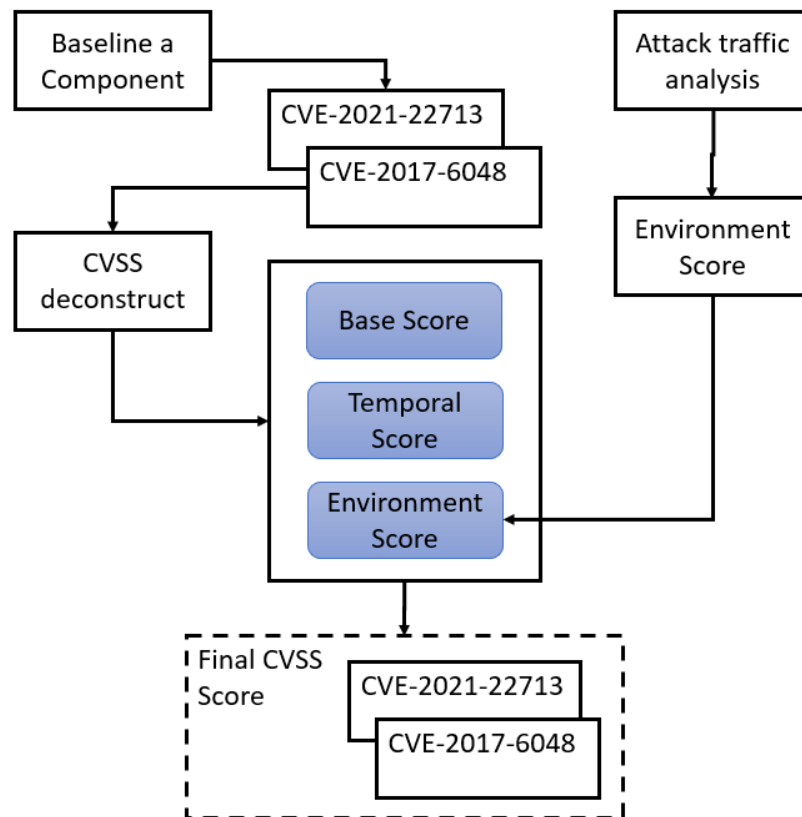 Baseline a
Component
Attack traffic
analysis
CVE-2021-22713
CVE-2017-6048
CVSS
deconstruct
Environment
Score
Base Score
Temporal
Score
Environment
Score
Final CVSS
Score
CVE-2021-22713
CVE-2017-6048